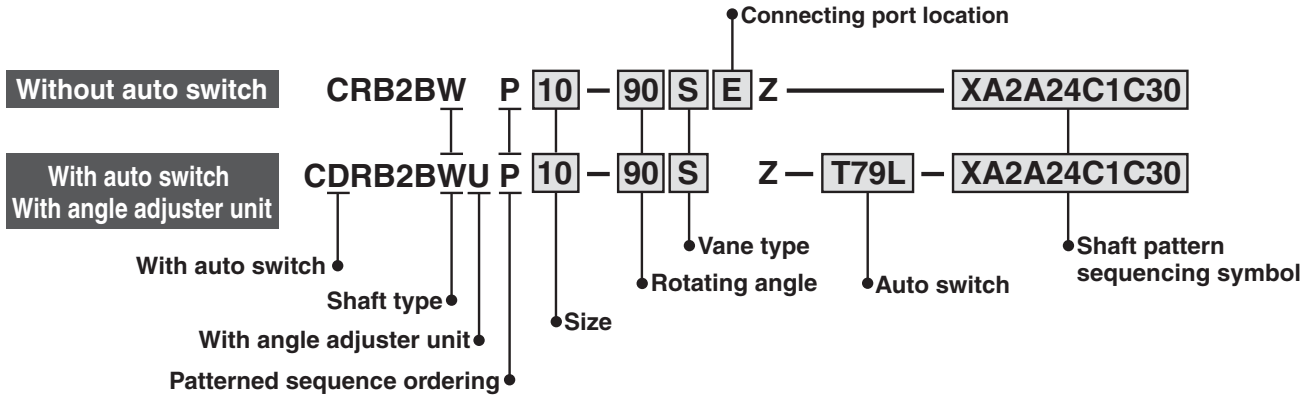 Connecting port location
Without auto switch CRB2BW P 10 — 90 S E Z — XA2A24C1C30
With auto switch
With angle adjuster unit
CDRB2BWU P 10 — 90 S Z — T79L — XA2A24C1C30
With auto switch
Shaft type
With angle adjuster unit
Patterned sequence ordering
Size
Rotating angle
Vane type
Auto switch
Shaft pattern
sequencing symbol